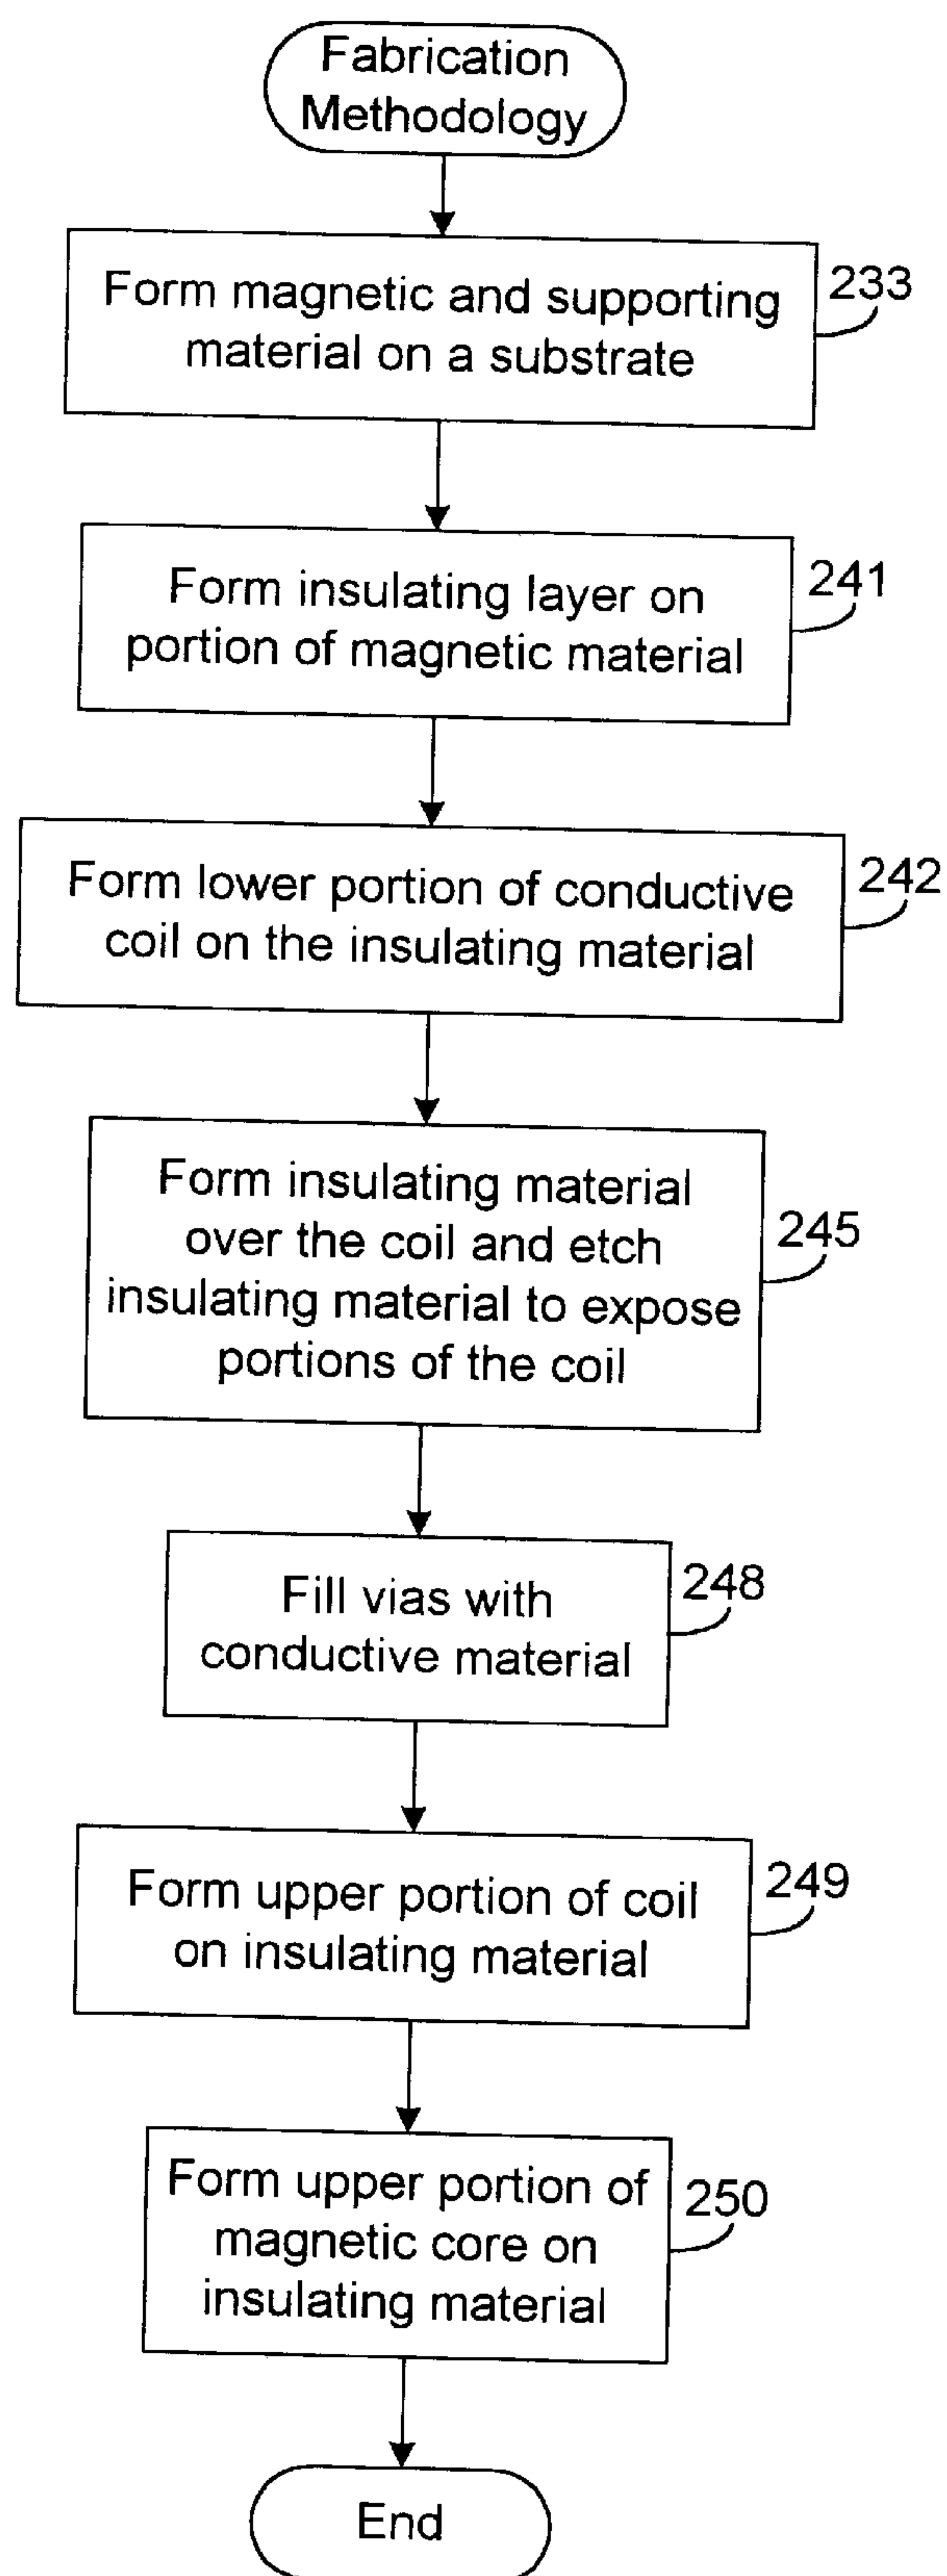 Fabrication
Methodology
Form magnetic and supporting
material on a substrate
233
Form insulating layer on
portion of magnetic material
241
Form lower portion of conductive
coil on the insulating material
242
Form insulating material
over the coil and etch
insulating material to expose
portions of the coil
245
Fill vias with
conductive material
248
Form upper portion of coil
on insulating material
249
Form upper portion of
magnetic core on
insulating material
250
End